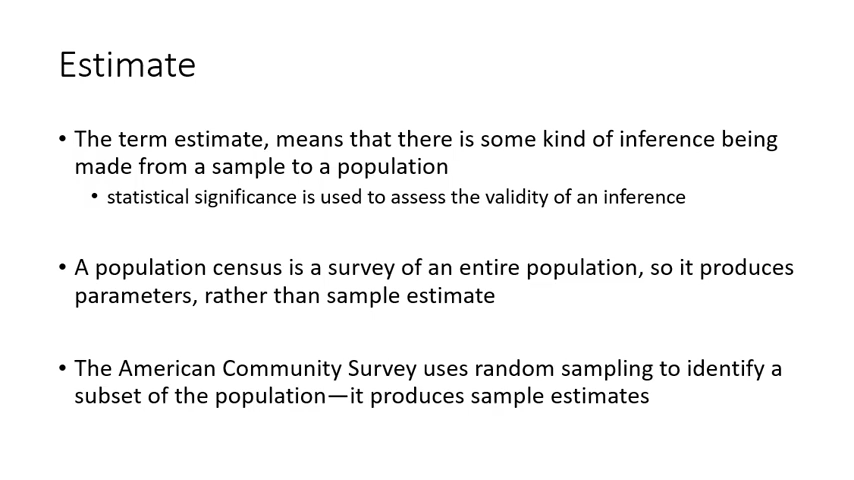 Estimate
• The term estimate, means that there is some kind of inference being
made from a sample to a population
• statistical significance is used to assess the validity of an inference
• A population census is a survey of an entire population, so it produces
parameters, rather than sample estimate
• The American Community Survey uses random sampling to identify a
subset of the population—it produces sample estimates